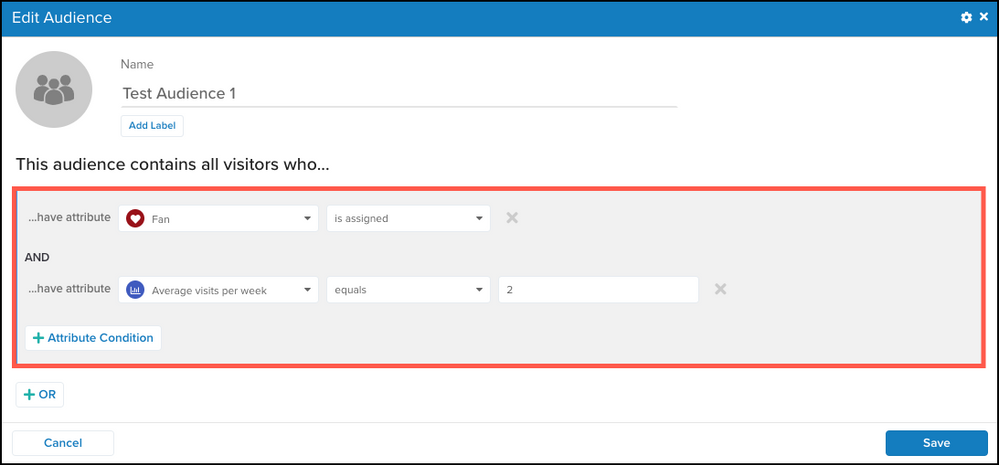 Edit Audience
Name
Test Audience 1
Add Label
This audience contains all visitors who...
...have attribute Fan is assigned
AND
...have attribute Average visits per week equals 2
+ Attribute Condition
+ OR
Cancel Save